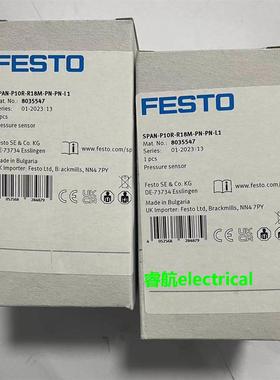 FESTO
SPAN-P10R-R18M-PN-PN-L1
Mat. No.: 8035547
Series: 01-2023 13
1 pcs
Pressure sensor
Festo SE & Co. KG
DE-73734 Esslingen
www.festo.com/sp
Made in Bulgaria
UK Importer: Festo Ltd, Brackmills, NN4 7PY
FESTO
SPAN-P10R-R18M-PN-PN-L1
Mat. No.: 8035547
Series: 01-2023 13
1 pcs
Pressure sensor
Festo SE & Co. KG
DE-73734 Esslingen
Made in Bulgaria
UK Importer: Festo Ltd, Brackmills, NN4 7PY
睿航electrical